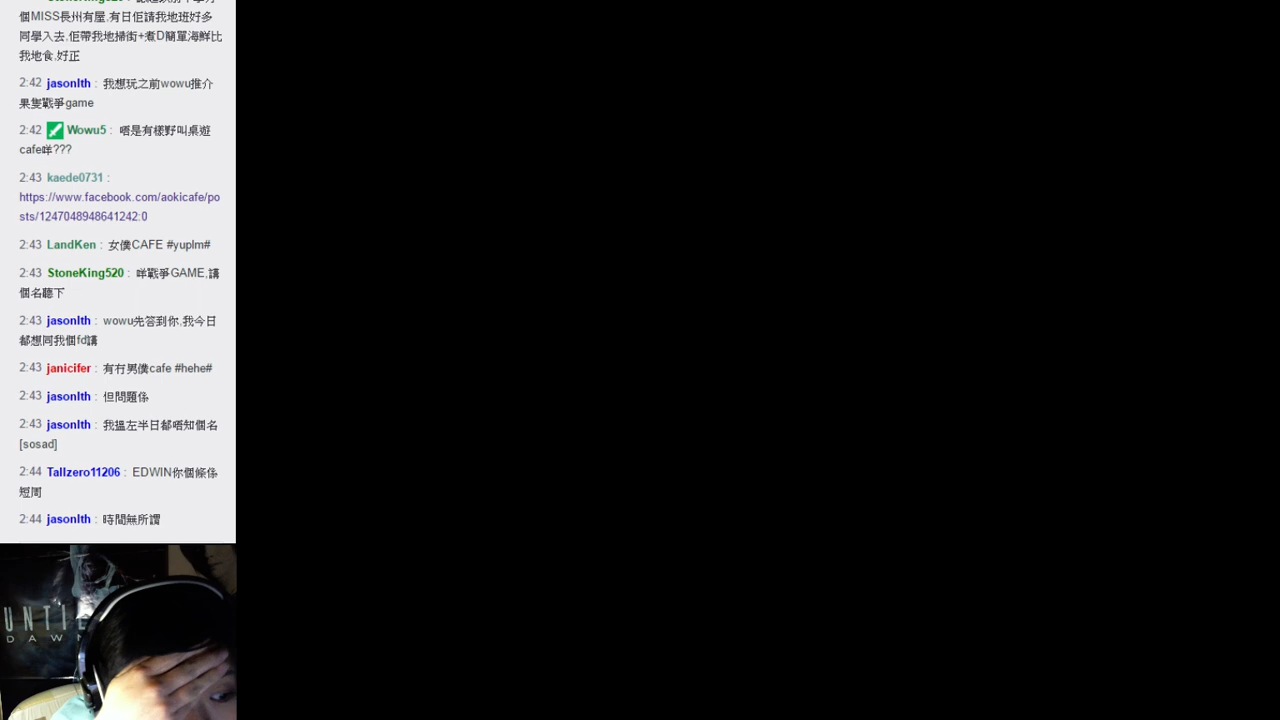 個MISS長州有屋,有日佢請我地班好多
同學入去,佢帶我地掃街+煮D簡單海鮮比
我地食,好正
2:42 jasonlth : 我想玩之前wowu推介
果隻戰爭game
2:42 Wowu5 : 唔是有樣野叫桌遊
cafe咩???
2:43 kaede0731 :
https://www.facebook.com/aokicafe/po
sts/1247048948641242:0
2:43 LandKen : 女僕CAFE #yuplm#
2:43 StoneKing520 : 咩戰爭GAME,講
個名聽下
2:43 jasonlth : wowu先答到你,我今日
都想同我個fd講
2:43 janicifer : 有冇男僕cafe #hehe#
2:43 jasonlth : 但問題係
2:43 jasonlth : 我搵左半日都唔知個名
[sosad]
2:44 Tallzero11206 : EDWIN你個條係
短周
2:44 jasonlth : 時間無所謂
UNTIL
DAWN